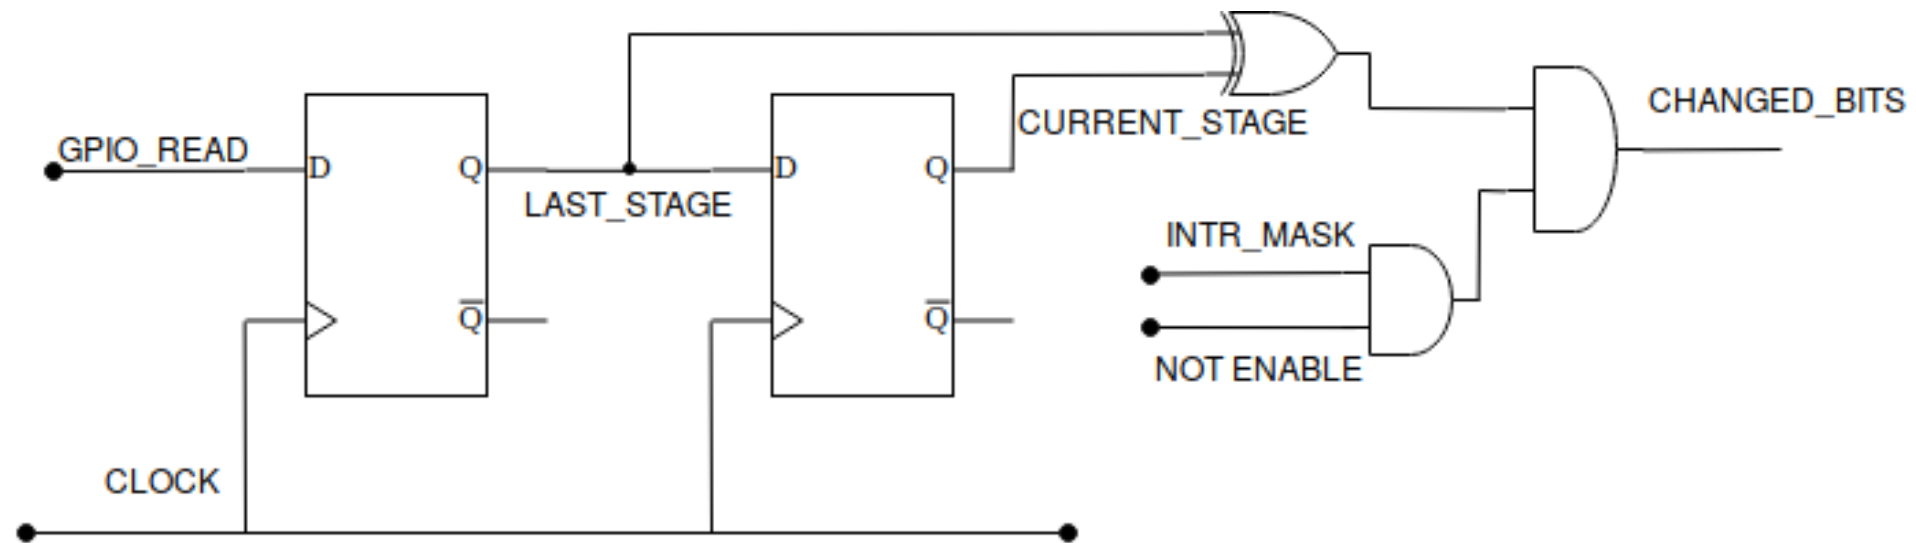 CHANGED_BITS
CURRENT_STAGE
GPIO_READ
D
Q
D
Q
LAST_STAGE
INTR_MASK
Q̅
Q̅
NOT ENABLE
CLOCK